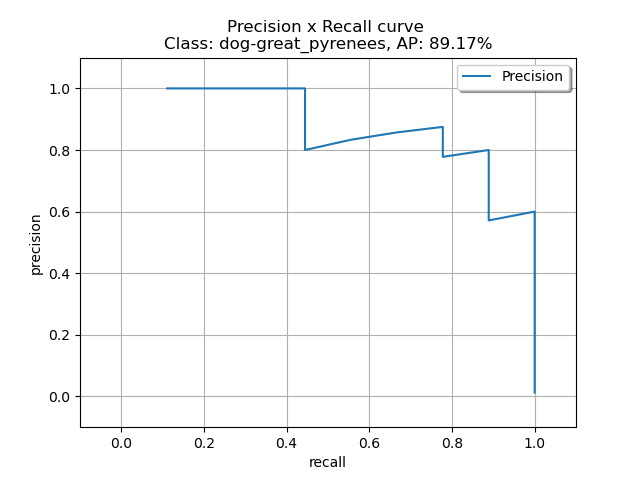 Precision x Recall curve
Class: dog-great_pyrenees, AP: 89.17%
Precision
1.0
0.8
0.6
0.4
0.2
0.0
precision
0.0 0.2 0.4 0.6 0.8 1.0
recall